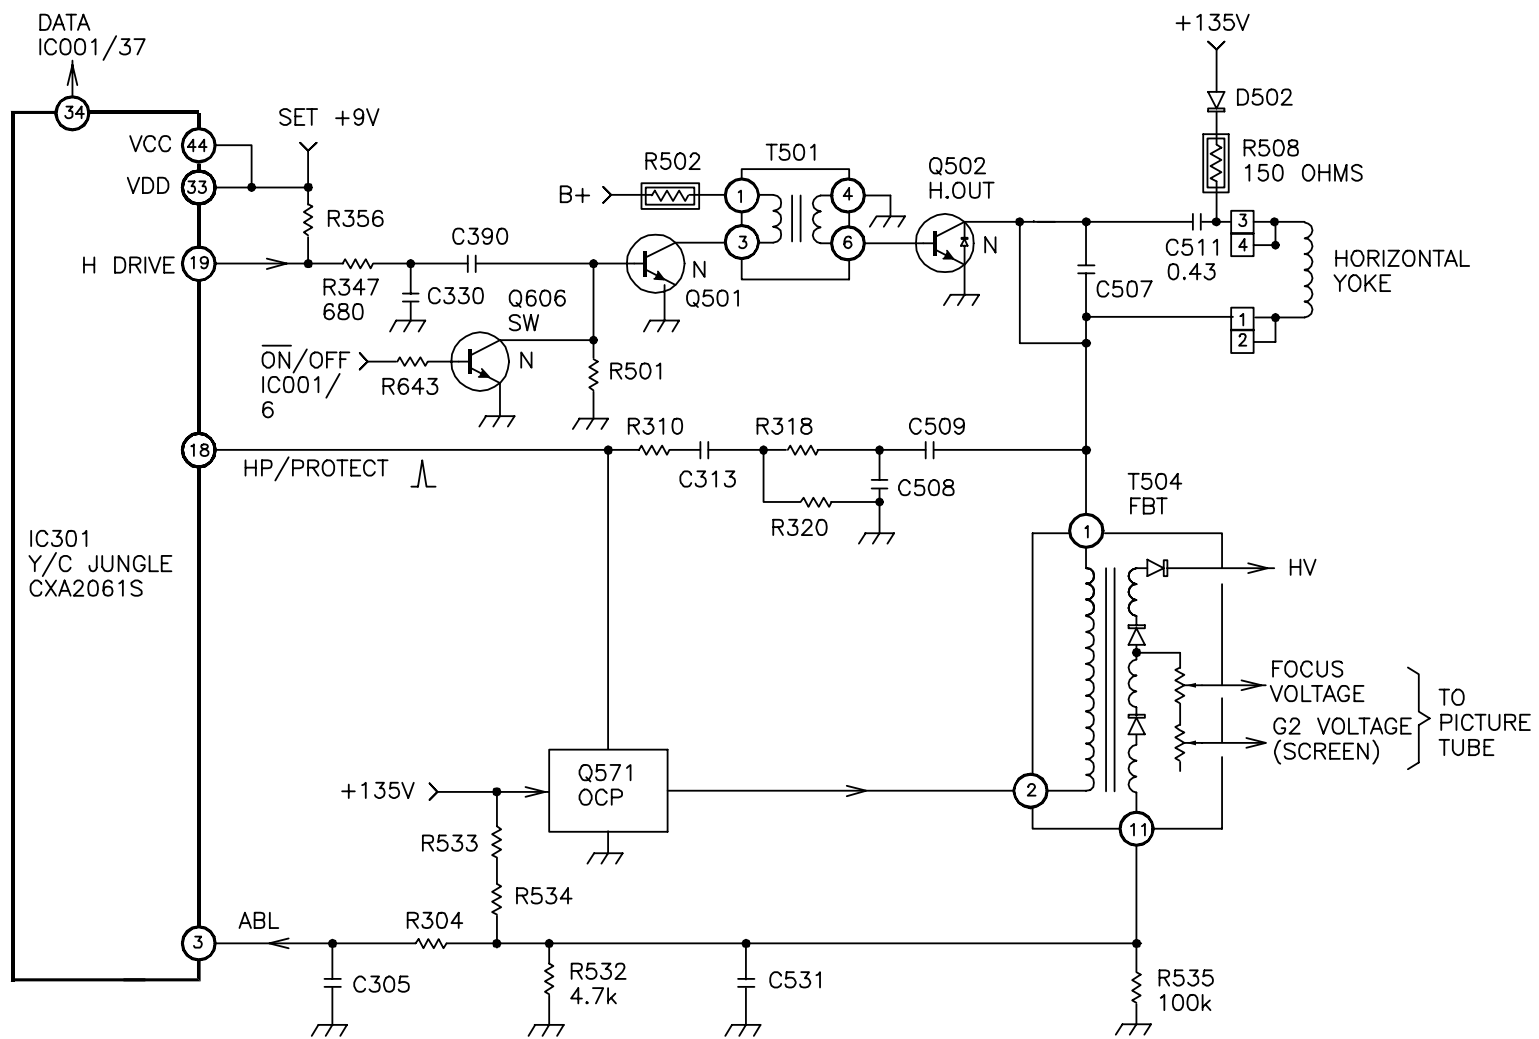 DATA
IC001/37
+135V
34
D502
SET +9V
VCC 44
VDD 33
R502
T501
Q502
H.OUT
R508
150 OHMS
B+
1
4
R356
C390
3
6
N
3
4
C511
0.43
H DRIVE 19
R347
680
C330
Q606
SW
N
Q501
C507
HORIZONTAL
YOKE
1
2
ON/OFF
IC001/
6
R643
N
R501
18
HP/PROTECT
R310
C313
R318
R320
C509
C508
T504
FBT
1
IC301
Y/C JUNGLE
CXA2061S
HV
FOCUS
VOLTAGE
G2 VOLTAGE
(SCREEN)
TO
PICTURE
TUBE
+135V
Q571
OCP
2
11
R533
R534
ABL
3
R304
C305
R532
4.7k
C531
R535
100k